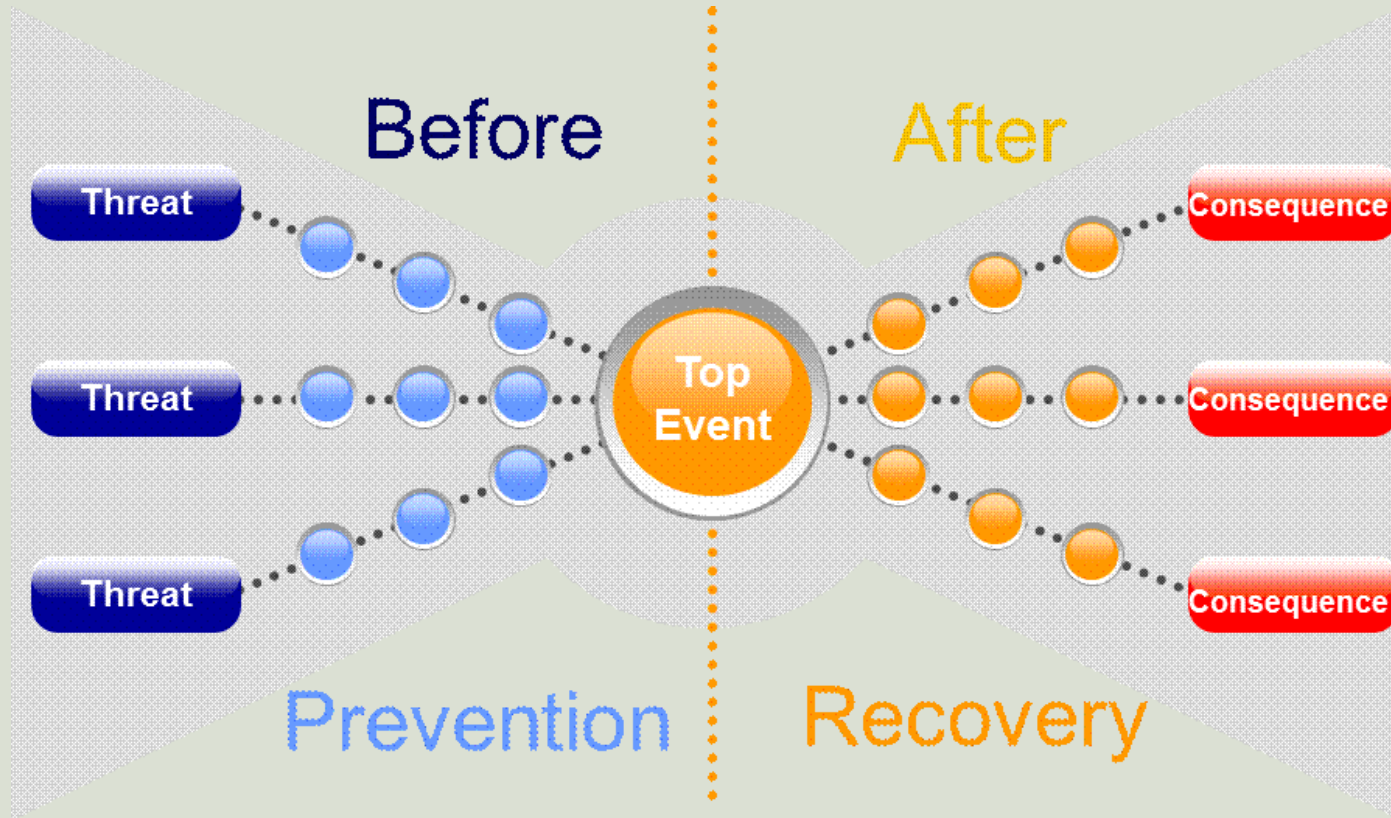 Before
After
Threat
Consequence
Top
Event
Threat
Consequence
Threat
Consequence
Prevention
Recovery